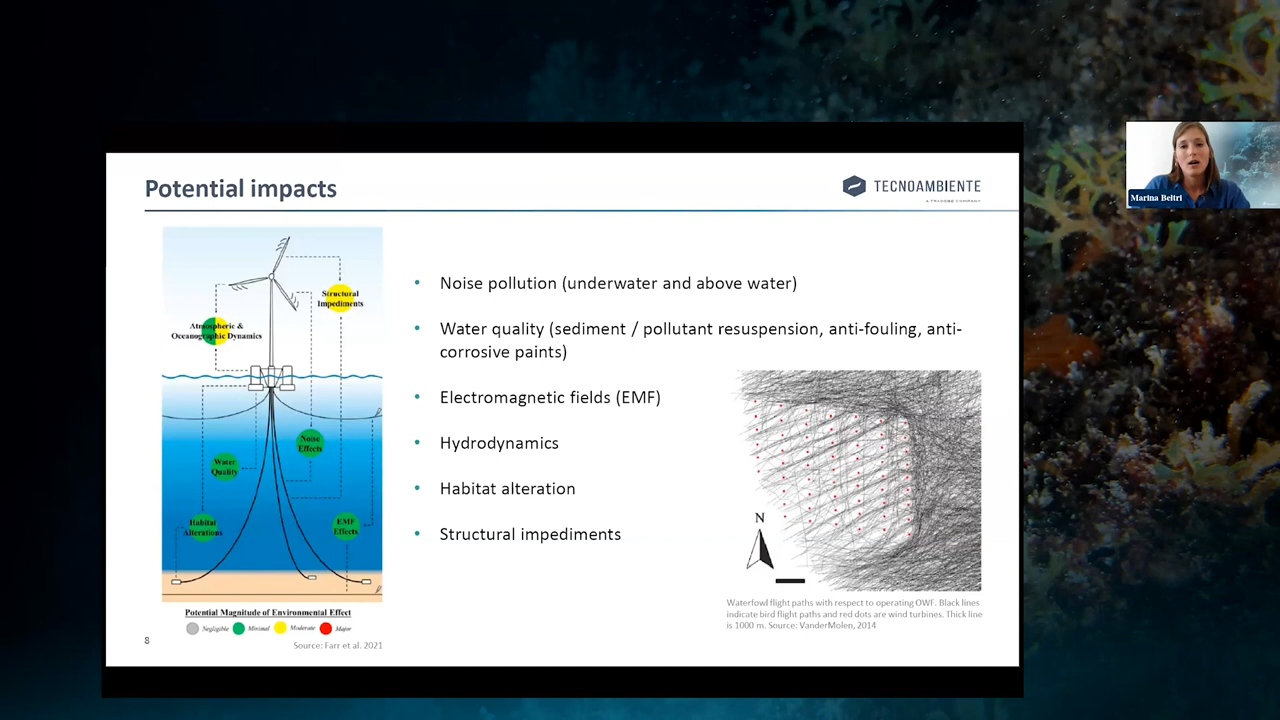 Potential impacts
TECNOAMBIENTE
A TRADEBE COMPANY
Structural
Impediments
Atmospheric &
Oceanographic Dynamics
Noise
Effects
Water
Quality
Habitat
Alterations
EMF
Effects
Potential Magnitude of Environmental Effect
Negligible Minimal Moderate Major
8
Source: Farr et al. 2021
• Noise pollution (underwater and above water)
• Water quality (sediment / pollutant resuspension, anti-fouling, anti-
corrosive paints)
• Electromagnetic fields (EMF)
• Hydrodynamics
• Habitat alteration
• Structural impediments
N
Waterfowl flight paths with respect to operating OWF. Black lines
indicate bird flight paths and red dots are wind turbines. Thick line
is 1000 m. Source: VanderMolen, 2014
Marina Beltri